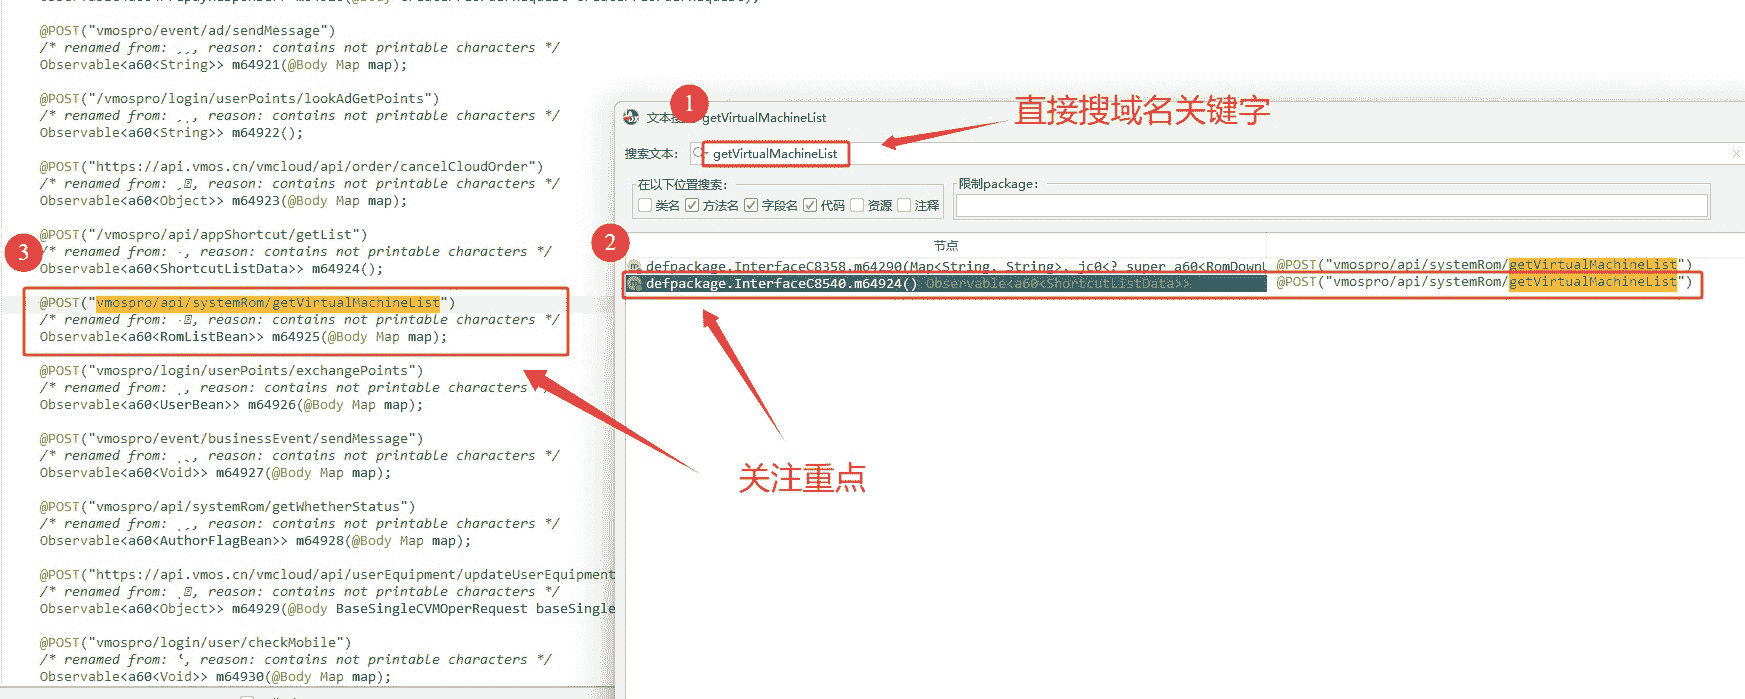 @POST("vmospro/event/ad/sendMessage")
/* renamed from: , reason: contains not printable characters */
Observable<a60<String>> m64921(@Body Map map);
@POST("/vmospro/login/userPoints/lookAdGetPoints")
/* renamed from: , reason: contains not printable characters */
Observable<a60<String>> m64922();
@POST("https://api.vmos.cn/vmcloud/api/order/cancelCloudOrder")
/* renamed from: , reason: contains not printable characters */
Observable<a60<Object>> m64923(@Body Map map);
@POST("/vmospro/api/appShortcut/getList")
3
/* renamed from: , reason: contains not printable characters */
Observable<a60<ShortcutListData>> m64924();
@POST("vmospro/api/systemRom/getVirtualMachineList")
/* renamed from: , reason: contains not printable characters */
Observable<a60<RomListBean>> m64925(@Body Map map);
@POST("vmospro/login/userPoints/exchangePoints")
/* renamed from: , reason: contains not printable characters
Observable<a60<UserBean>> m64926(@Body Map map);
@POST("vmospro/event/businessEvent/sendMessage")
/* renamed from: , reason: contains not printable characters */
Observable<a60<Void>> m64927(@Body Map map);
@POST("vmospro/api/systemRom/getWhetherStatus")
/* renamed from: , reason: contains not printable characters */
Observable<a60<AuthorFlagBean>> m64928(@Body Map map);
@POST("https://api.vmos.cn/vmcloud/api/userEquipment/updateUserEquipment
/* renamed from: , reason: contains not printable characters */
Observable<a60<Object>> m64929(@Body BaseSingleCVMOperRequest baseSingle
@POST("vmospro/login/user/checkMobile")
/* renamed from: , reason: contains not printable characters */
Observable<a60<Void>> m64930(@Body Map map);
1
直接搜域名关键字
文本搜 getVirtualMachineList
搜索文本: getVirtualMachineList
在以下位置搜索: 限制package:
类名 方法名 字段名 代码 资源 注释
2
节点
defpackage.InterfaceC8358.m64290(Map<String, String>, jc0<? super a60<RomDownL @POST("vmospro/api/systemRom/getVirtualMachineList")
defpackage.InterfaceC8540.m64924() Observable<a60<ShortcutListData>> @POST("vmospro/api/systemRom/getVirtualMachineList")
关注重点